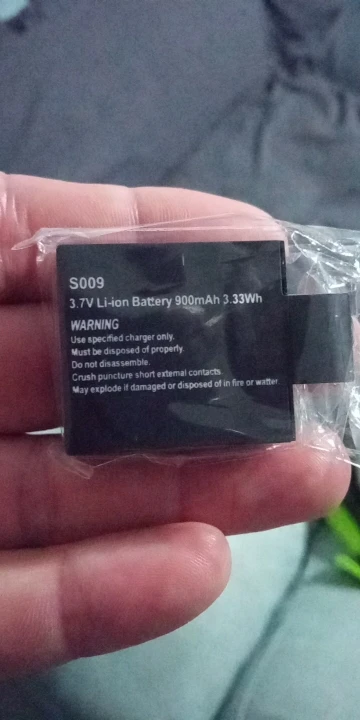 S009
3.7V Li-ion Battery 900mAh 3.33Wh
WARNING
Use specified charger only.
Must be disposed of properly.
Do not disassemble.
Crush puncture short external contacts
May explode if damaged or disposed of in fire or watter